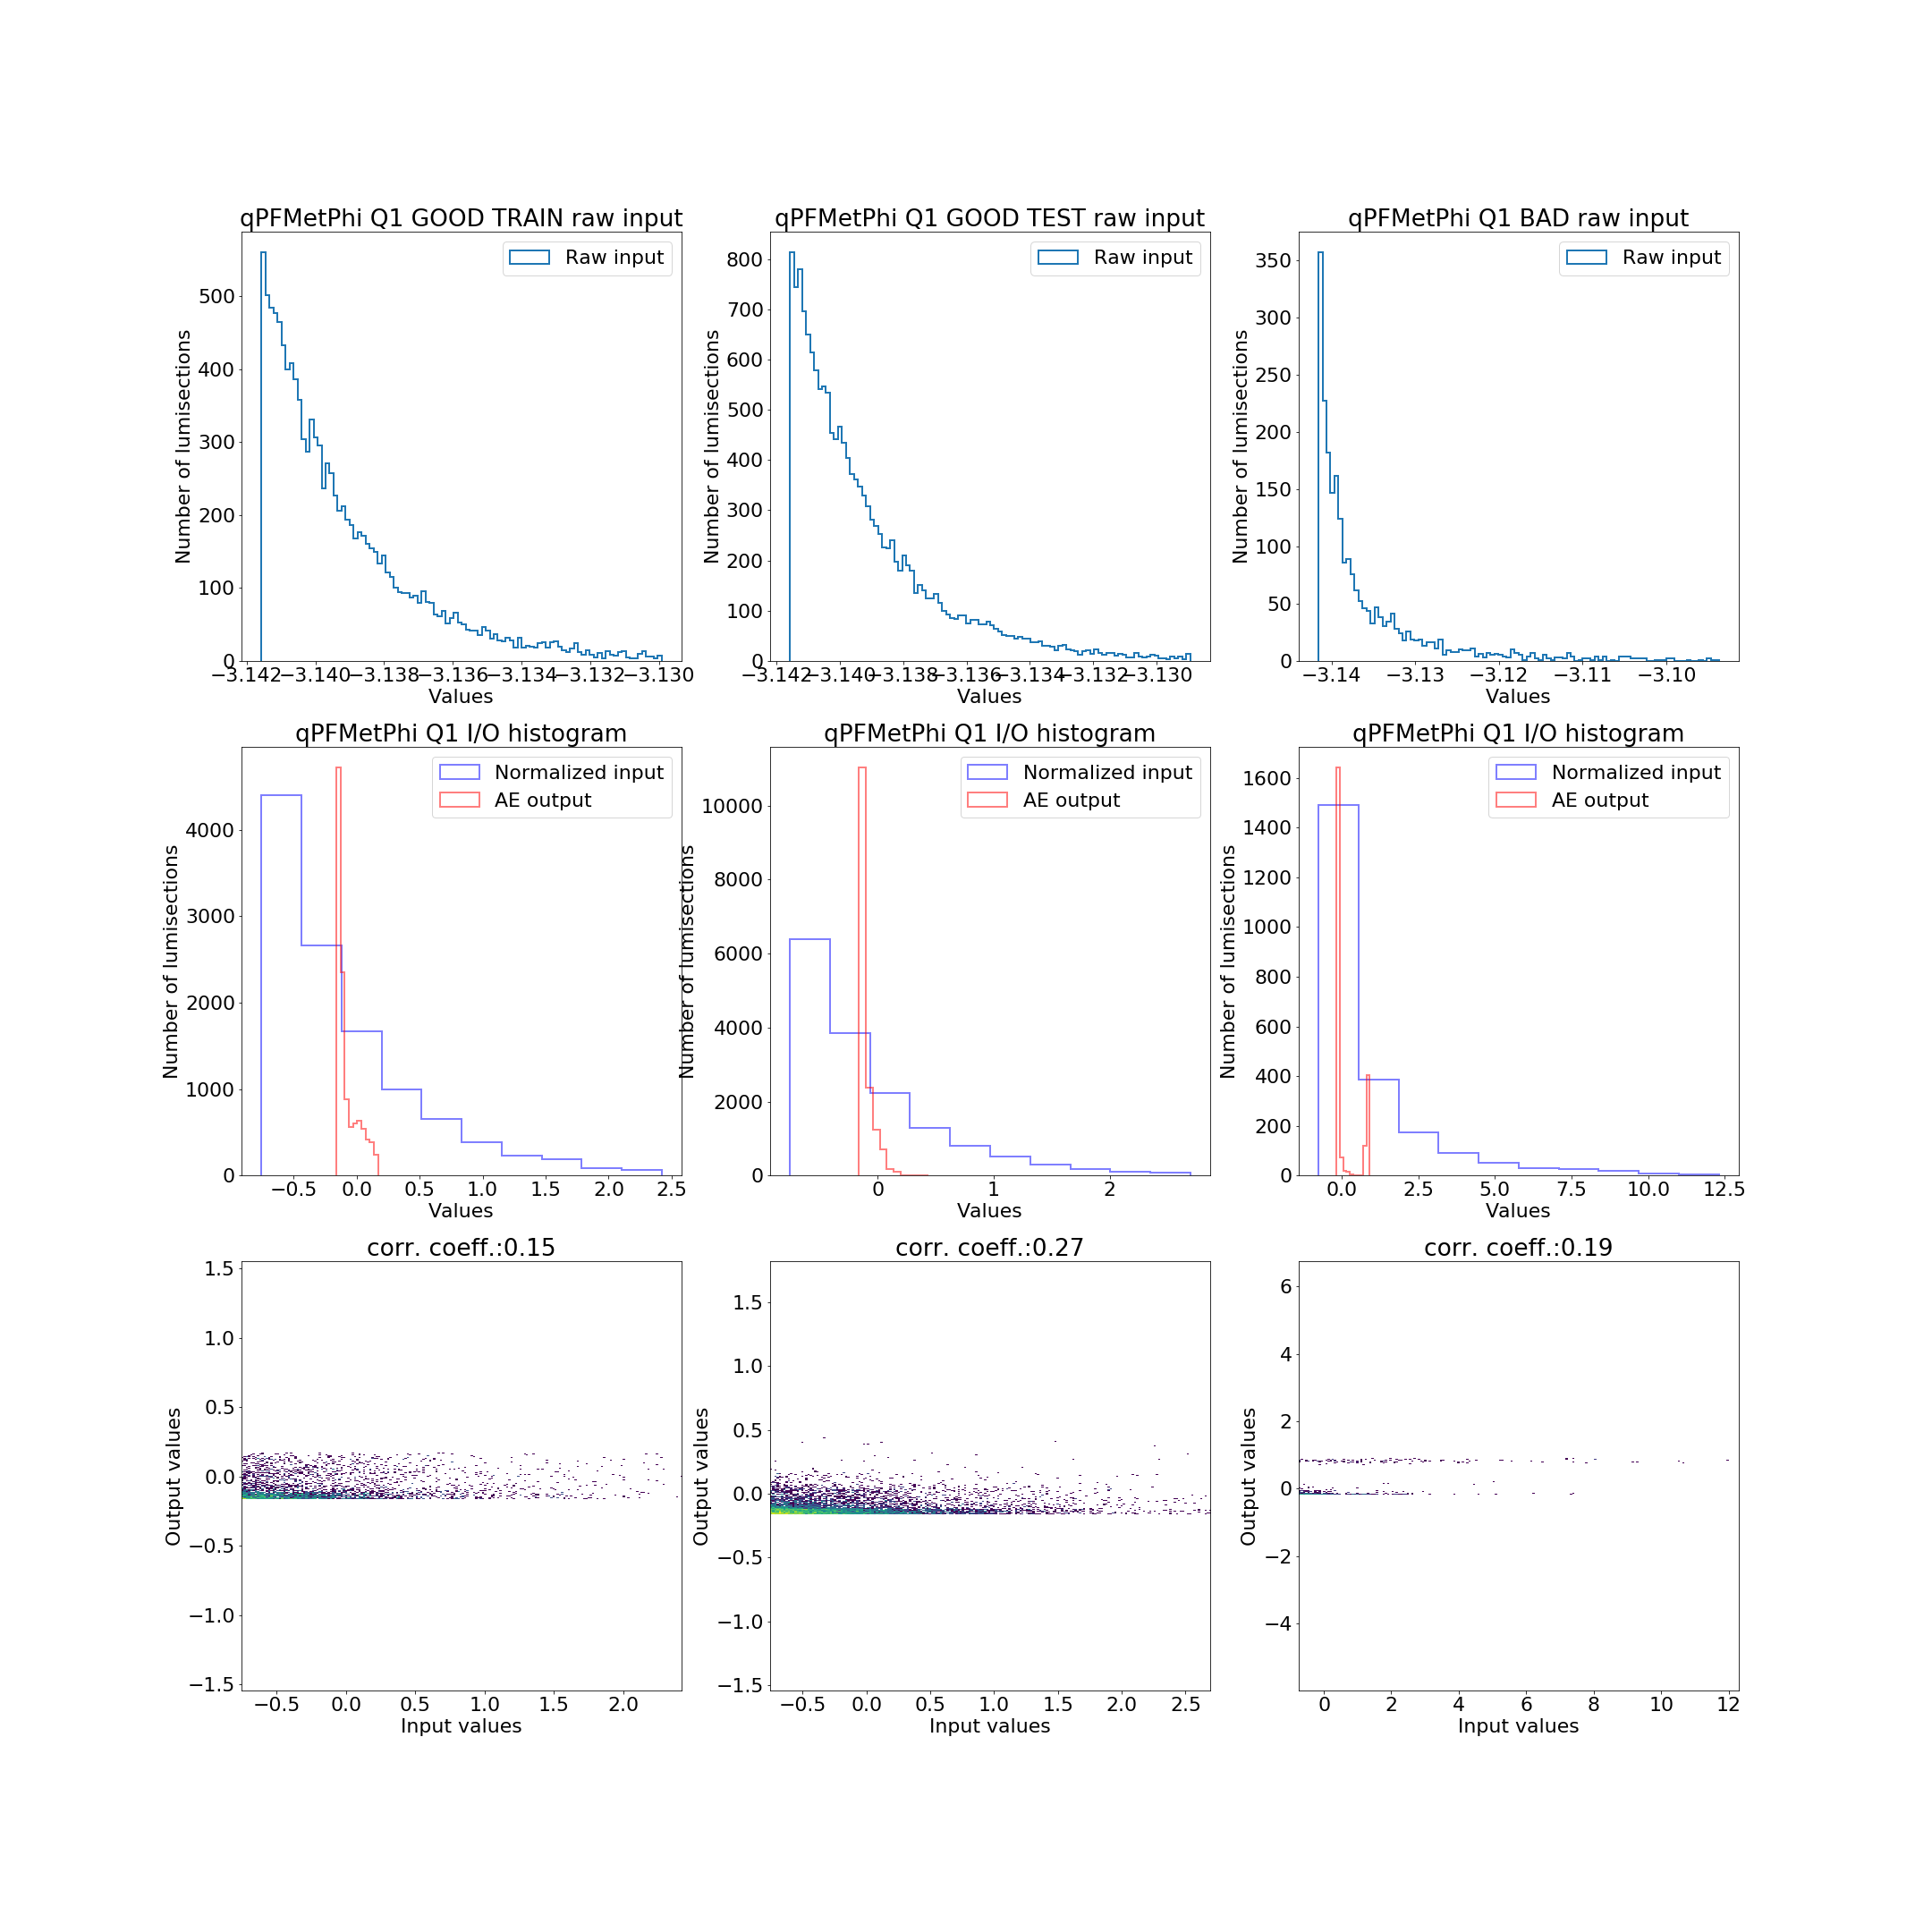 qPFMetPhi Q1 GOOD TRAIN raw input
Raw input
Number of lumisections
500
400
300
200
100
0
−3.142 −3.140 −3.138 −3.136 −3.134 −3.132 −3.130
Values
qPFMetPhi Q1 GOOD TEST raw input
Raw input
Number of lumisections
800
700
600
500
400
300
200
100
0
−3.142 −3.140 −3.138 −3.136 −3.134 −3.132 −3.130
Values
qPFMetPhi Q1 BAD raw input
Raw input
Number of lumisections
350
300
250
200
150
100
50
0
−3.14 −3.13 −3.12 −3.11 −3.10
Values
qPFMetPhi Q1 I/O histogram
Normalized input
AE output
Number of lumisections
4000
3000
2000
1000
0
−0.5 0.0 0.5 1.0 1.5 2.0 2.5
Values
qPFMetPhi Q1 I/O histogram
Normalized input
AE output
Number of lumisections
10000
8000
6000
4000
2000
0
0 1 2
Values
qPFMetPhi Q1 I/O histogram
Normalized input
AE output
Number of lumisections
1600
1400
1200
1000
800
600
400
200
0
0.0 2.5 5.0 7.5 10.0 12.5
Values
corr. coeff.:0.15
Output values
1.5
1.0
0.5
0.0
−0.5
−1.0
−1.5
−0.5 0.0 0.5 1.0 1.5 2.0
Input values
corr. coeff.:0.27
Output values
1.5
1.0
0.5
0.0
−0.5
−1.0
−1.5
−0.5 0.0 0.5 1.0 1.5 2.0 2.5
Input values
corr. coeff.:0.19
Output values
6
4
2
0
−2
−4
0 2 4 6 8 10 12
Input values